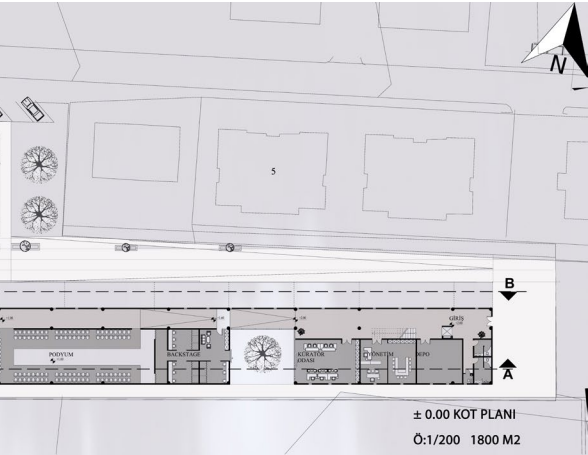 N
5
B
GİRİŞ
PODYUM
BACKSTAGE
KÜRATÖR
ODASI
YÖNETİM
DEPO
A
± 0.00 KOT PLANI
Ö:1/200 1800 M2